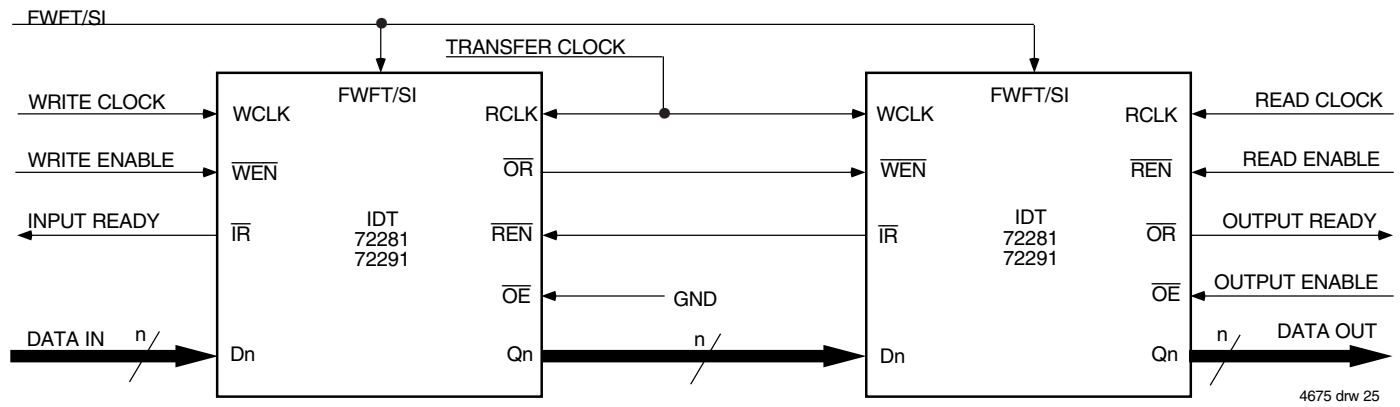 FWFT/SI
TRANSFER CLOCK
FWFT/SI
FWFT/SI
WRITE CLOCK
WCLK
RCLK
WCLK
RCLK
READ CLOCK
WRITE ENABLE
WEN
OR
WEN
REN
READ ENABLE
INPUT READY
IR
IDT
72281
72291
REN
IR
IDT
72281
72291
OR
OUTPUT READY
OE
GND
OE
OUTPUT ENABLE
DATA IN
n
Dn
Qn
n
Dn
Qn
n
DATA OUT
4675 drw 25